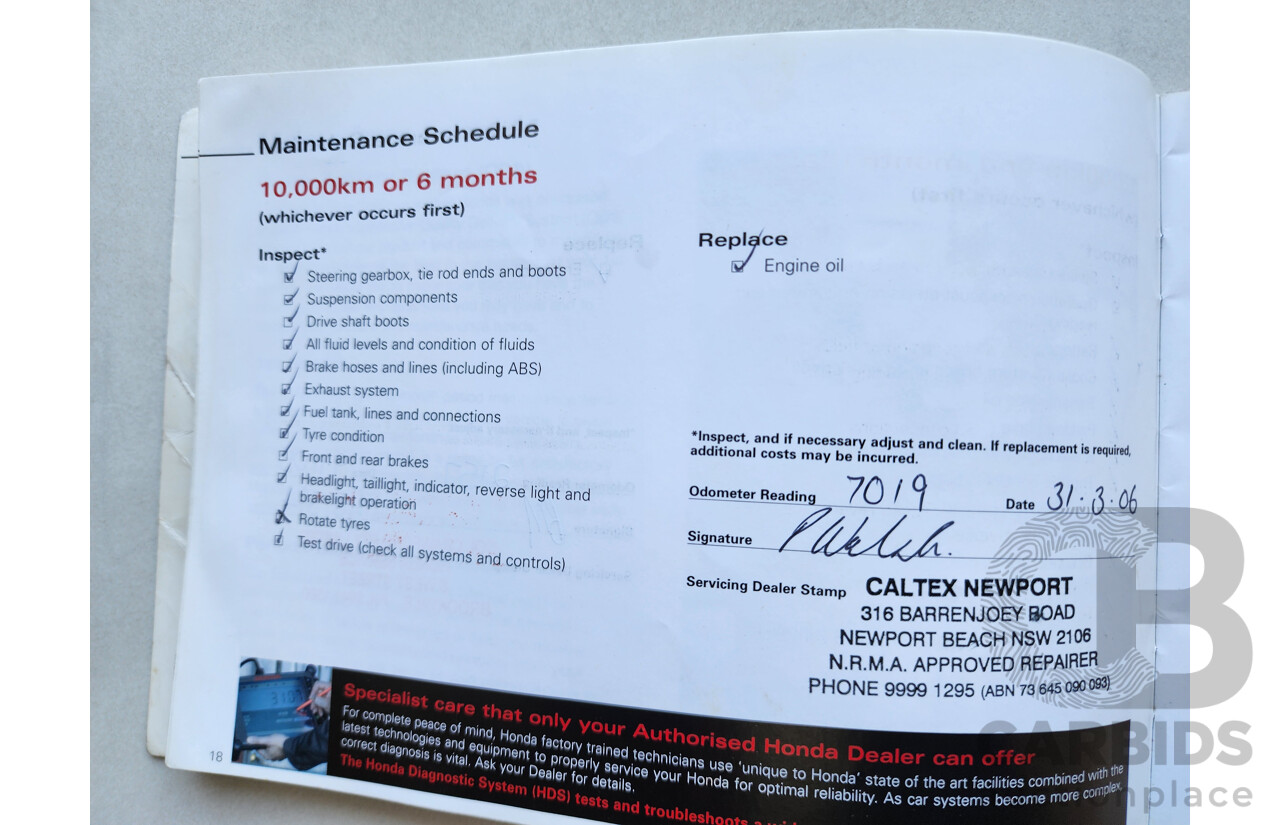 Maintenance Schedule
10,000km or 6 months
(whichever occurs first)
Inspect*
Steering gearbox, tie rod ends and boots
Suspension components
Drive shaft boots
All fluid levels and condition of fluids
Brake hoses and lines (including ABS)
Exhaust system
Fuel tank, lines and connections
Tyre condition
Front and rear brakes
Headlight, taillight, indicator, reverse light and
brakelight operation
Rotate tyres
Test drive (check all systems and controls)
Replace
Engine oil
*Inspect, and if necessary adjust and clean. If replacement is required,
additional costs may be incurred.
Odometer Reading 7019 Date 31.3.06
Signature P Welsh.
Servicing Dealer Stamp CALTEX NEWPORT
316 BARRENJOEY ROAD
NEWPORT BEACH NSW 2106
N.R.M.A. APPROVED REPAIRER
PHONE 9999 1295 (ABN 73 645 090 093)
Specialist care that only your Authorised Honda Dealer can offer
For complete peace of mind, Honda factory trained technicians use 'unique to Honda' state of the art facilities combined with the
latest technologies and equipment to properly service your Honda for optimal reliability. As car systems become more complex,
correct diagnosis is vital. Ask your Dealer for details.
The Honda Diagnostic System (HDS) tests and troubleshoots a
18
CARBIDS